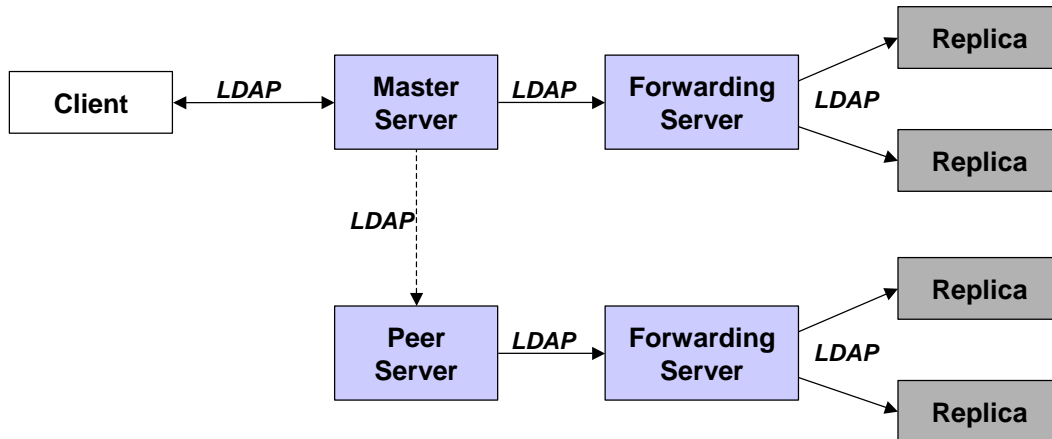 Client
LDAP
Master
Server
LDAP
Forwarding
Server
LDAP
Replica
Replica
LDAP
Peer
Server
LDAP
Forwarding
Server
LDAP
Replica
Replica